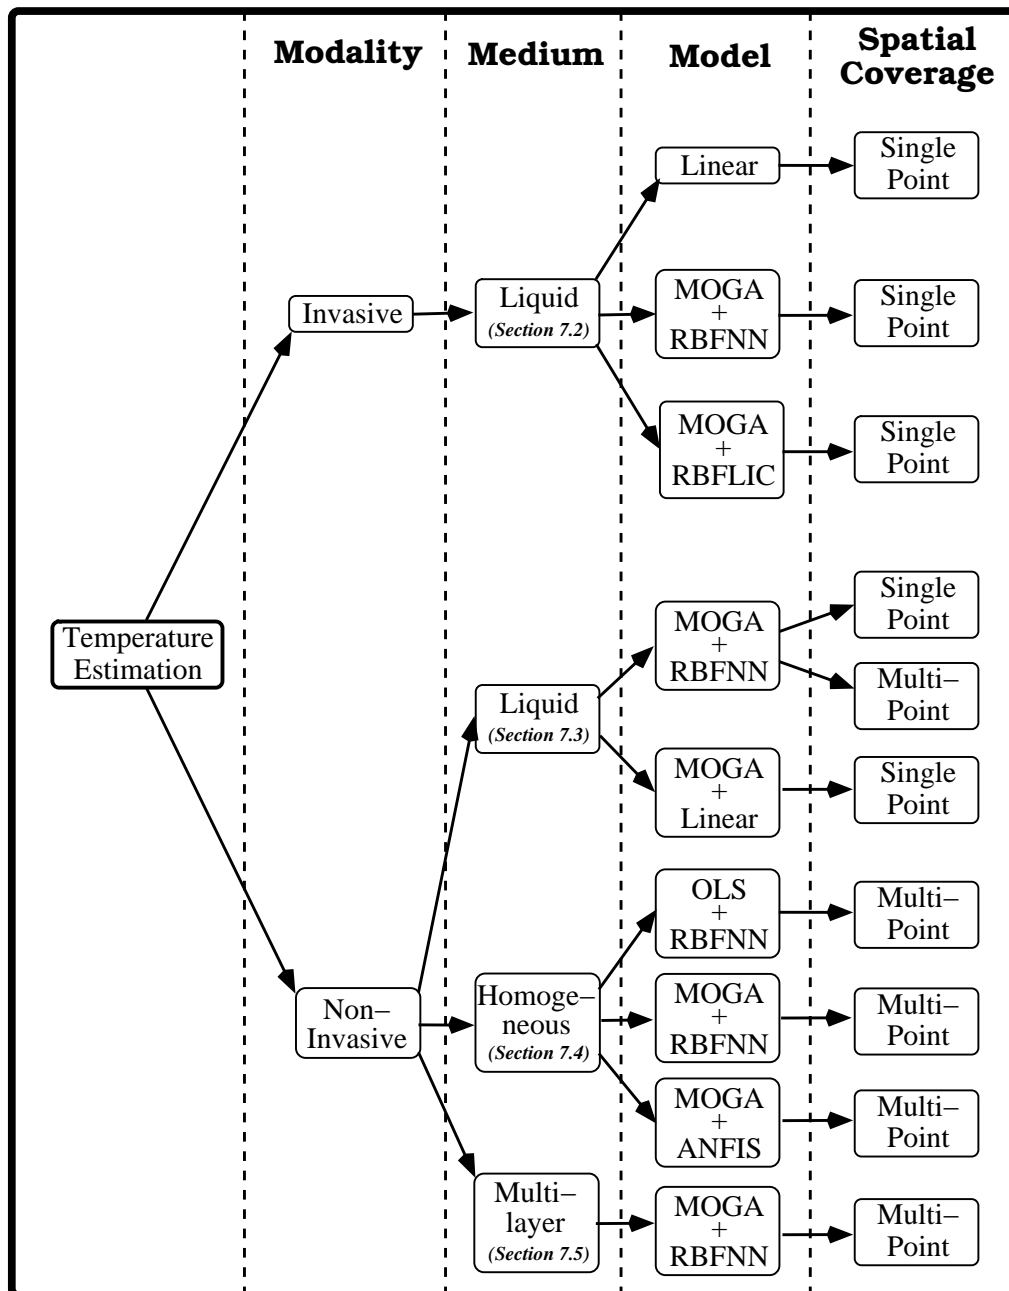 Modality
Medium
Model
Spatial
Coverage
Linear
Single
Point
Invasive
Liquid
(Section 7.2)
MOGA
+
RBFNN
Single
Point
MOGA
+
RBFLIC
Single
Point
Temperature
Estimation
Liquid
(Section 7.3)
MOGA
+
RBFNN
Single
Point
Multi−
Point
MOGA
+
Linear
Single
Point
Non−
Invasive
Homoge−
neous
(Section 7.4)
OLS
+
RBFNN
Multi−
Point
MOGA
+
RBFNN
Multi−
Point
MOGA
+
ANFIS
Multi−
Point
Multi−
layer
(Section 7.5)
MOGA
+
RBFNN
Multi−
Point